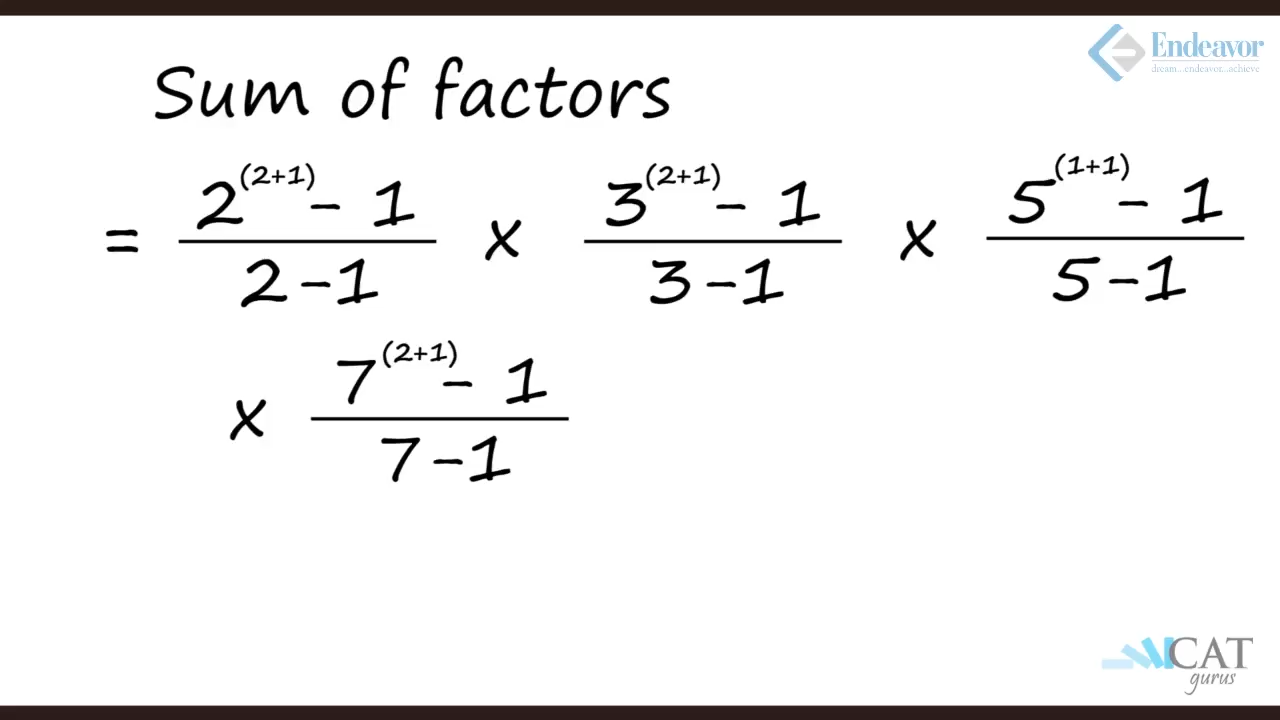 Endeavor
dream...endeavor...achieve
Sum of factors
= 2^(2+1) - 1 / 2 - 1 x 3^(2+1) - 1 / 3 - 1 x 5^(1+1) - 1 / 5 - 1
x 7^(2+1) - 1 / 7 - 1
CAT
gurus